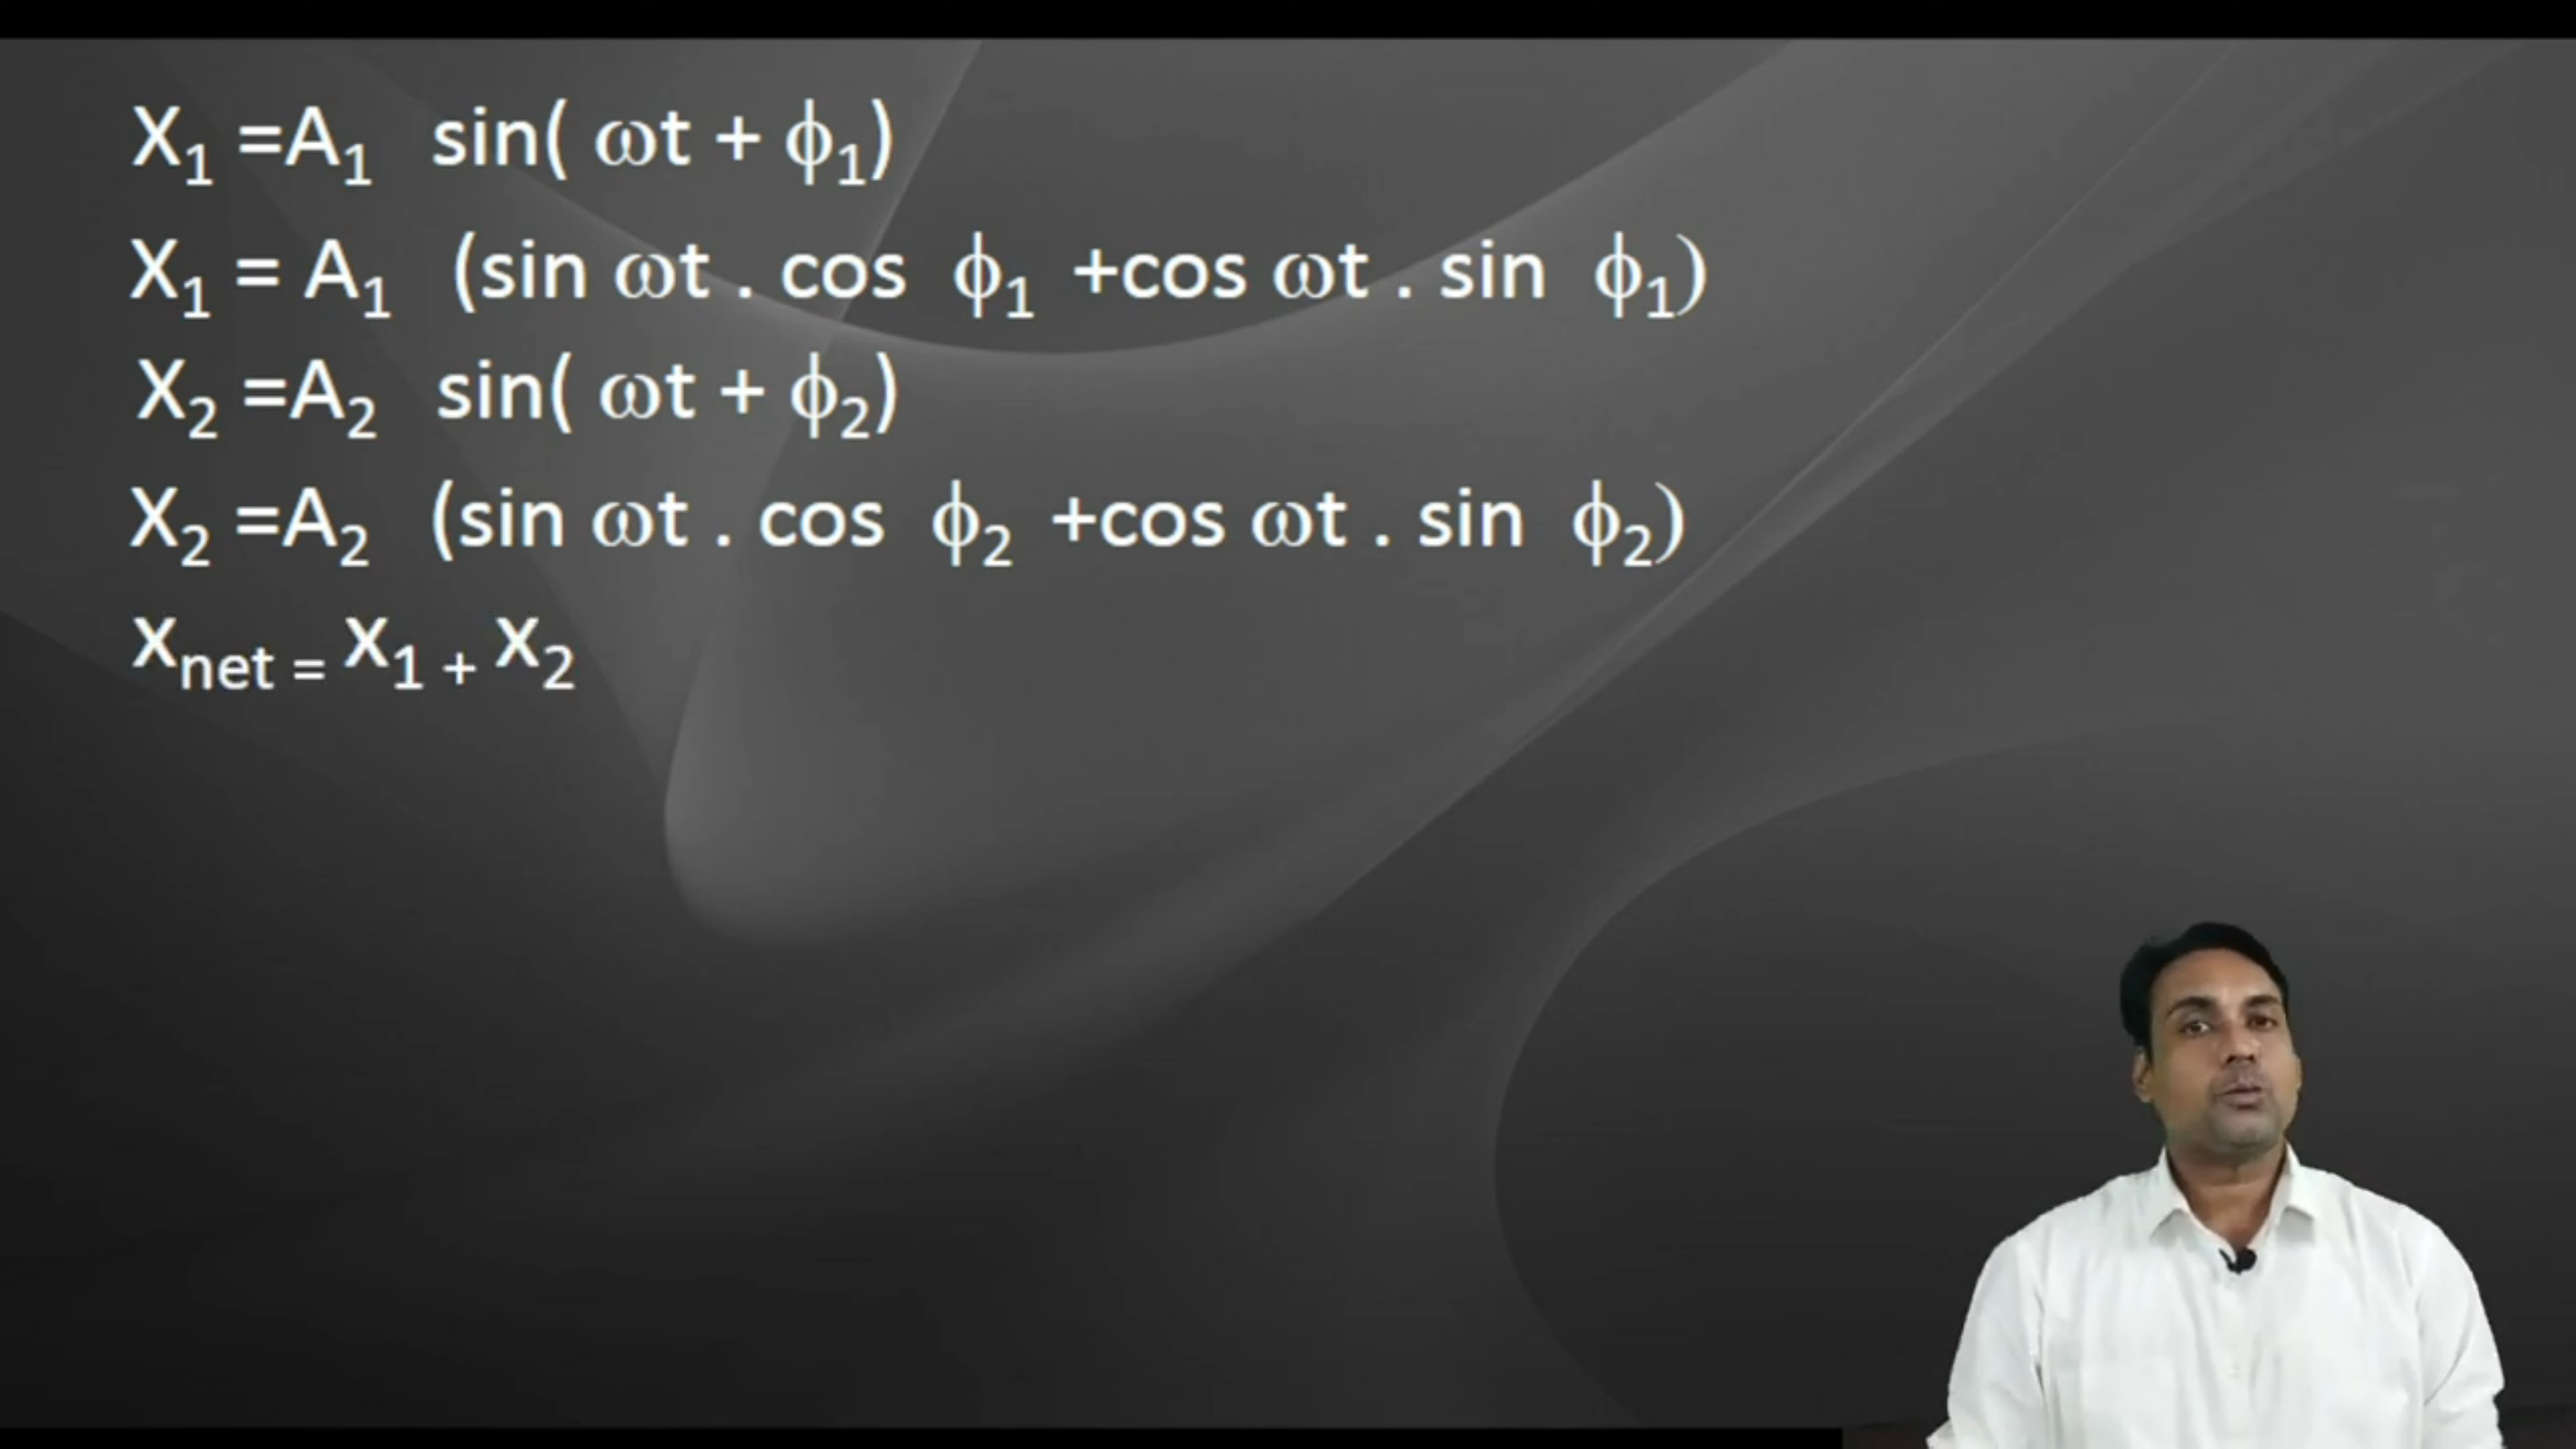 X₁ =A₁ sin( ωt + ϕ₁)
X₁ = A₁ (sin ωt . cos ϕ₁ +cos ωt . sin ϕ₁)
X₂ =A₂ sin( ωt + ϕ₂)
X₂ =A₂ (sin ωt . cos ϕ₂ +cos ωt . sin ϕ₂)
x_net = x₁ + x₂